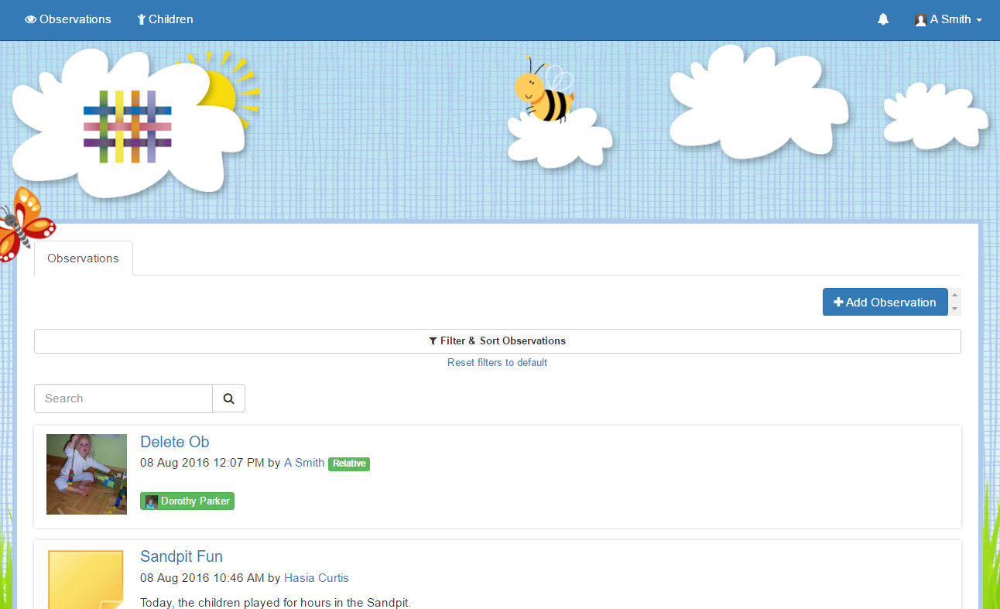 Observations Children A Smith
Observations
Add Observation
Filter & Sort Observations
Reset filters to default
Search
Delete Ob
08 Aug 2016 12:07 PM by A Smith Relative
Dorothy Parker
Sandpit Fun
08 Aug 2016 10:46 AM by Hasia Curtis
Today, the children played for hours in the Sandpit.